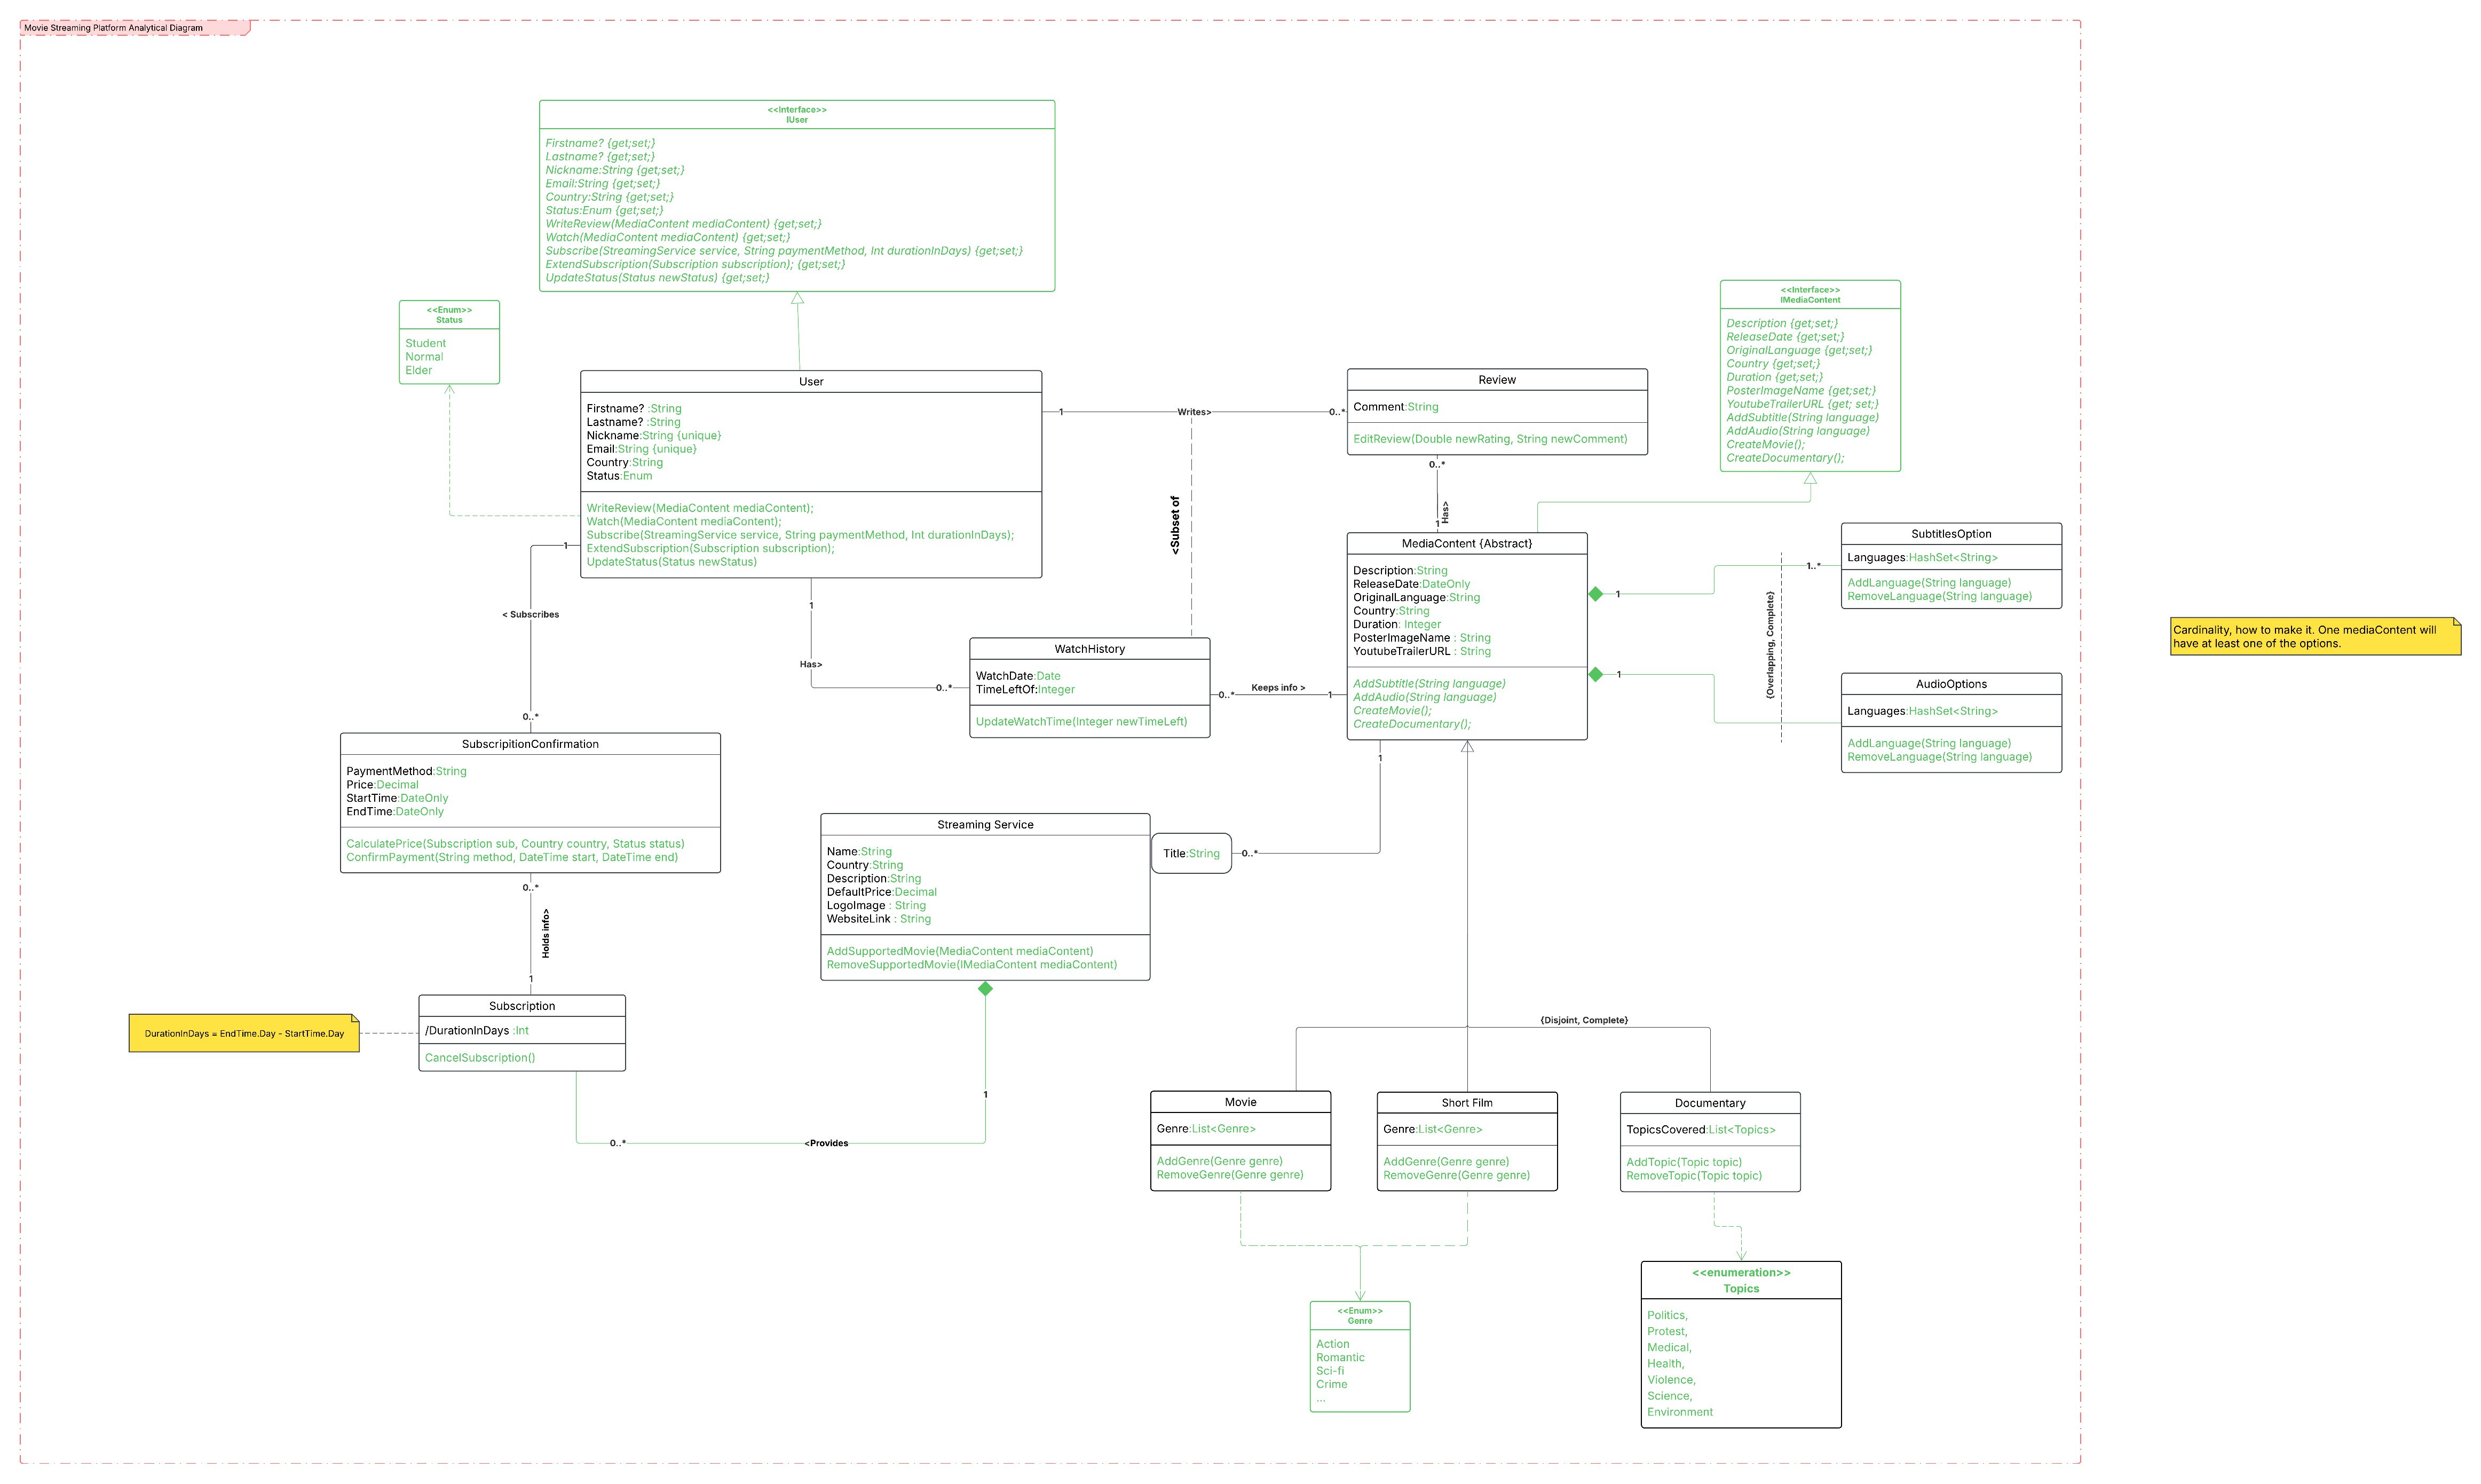 Movie Streaming Platform Analytical Diagram
<<Interface>>
IUser
Firstname? {get;set;}
Lastname? {get;set;}
Nickname:String {get;set;}
Email:String {get;set;}
Country:String {get;set;}
Status:Enum {get;set;}
WriteReview(MediaContent mediaContent) {get;set;}
Watch(MediaContent mediaContent) {get;set;}
Subscribe(StreamingService service, String paymentMethod, Int durationInDays) {get;set;}
ExtendSubscription(Subscription subscription); {get;set;}
UpdateStatus(Status newStatus) {get;set;}
<<Enum>>
Status
Student
Normal
Elder
User
Firstname? :String
Lastname? :String
Nickname:String {unique}
Email:String {unique}
Country:String
Status:Enum
WriteReview(MediaContent mediaContent);
Watch(MediaContent mediaContent);
Subscribe(StreamingService service, String paymentMethod, Int durationInDays);
ExtendSubscription(Subscription subscription);
UpdateStatus(Status newStatus)
1
Writes>
0..*
Review
Comment:String
EditReview(Double newRating, String newComment)
0..*
Has>
1
<<Interface>>
IMediaContent
Description {get;set;}
ReleaseDate {get;set;}
OriginalLanguage {get;set;}
Country {get;set;}
Duration {get;set;}
PosterImageName {get;set;}
YoutubeTrailerURL {get; set;}
AddSubtitle(String language)
AddAudio(String language)
CreateMovie();
CreateDocumentary();
<Subset of
MediaContent {Abstract}
Description:String
ReleaseDate:DateOnly
OriginalLanguage:String
Country:String
Duration: Integer
PosterImageName : String
YoutubeTrailerURL : String
AddSubtitle(String language)
AddAudio(String language)
CreateMovie();
CreateDocumentary();
1
1..*
SubtitlesOption
Languages:HashSet<String>
AddLanguage(String language)
RemoveLanguage(String language)
{Overlapping, Complete}
1
AudioOptions
Languages:HashSet<String>
AddLanguage(String language)
RemoveLanguage(String language)
Cardinality, how to make it. One mediaContent will
have at least one of the options.
1
< Subscribes
0..*
1
Has>
0..*
WatchHistory
WatchDate:Date
TimeLeftOf:Integer
UpdateWatchTime(Integer newTimeLeft)
0..*
Keeps info >
1
SubscripitionConfirmation
PaymentMethod:String
Price:Decimal
StartTime:DateOnly
EndTime:DateOnly
CalculatePrice(Subscription sub, Country country, Status status)
ConfirmPayment(String method, DateTime start, DateTime end)
0..*
Holds info>
1
Streaming Service
Name:String
Country:String
Description:String
DefaultPrice:Decimal
LogoImage : String
WebsiteLink : String
AddSupportedMovie(MediaContent mediaContent)
RemoveSupportedMovie(IMediaContent mediaContent)
Title:String
0..*
1
Subscription
/DurationInDays :Int
CancelSubscription()
DurationInDays = EndTime.Day - StartTime.Day
0..*
<Provides
1
{Disjoint, Complete}
Movie
Genre:List<Genre>
AddGenre(Genre genre)
RemoveGenre(Genre genre)
Short Film
Genre:List<Genre>
AddGenre(Genre genre)
RemoveGenre(Genre genre)
Documentary
TopicsCovered:List<Topics>
AddTopic(Topic topic)
RemoveTopic(Topic topic)
<<Enum>>
Genre
Action
Romantic
Sci-fi
Crime
...
<<enumeration>>
Topics
Politics,
Protest,
Medical,
Health,
Violence,
Science,
Environment